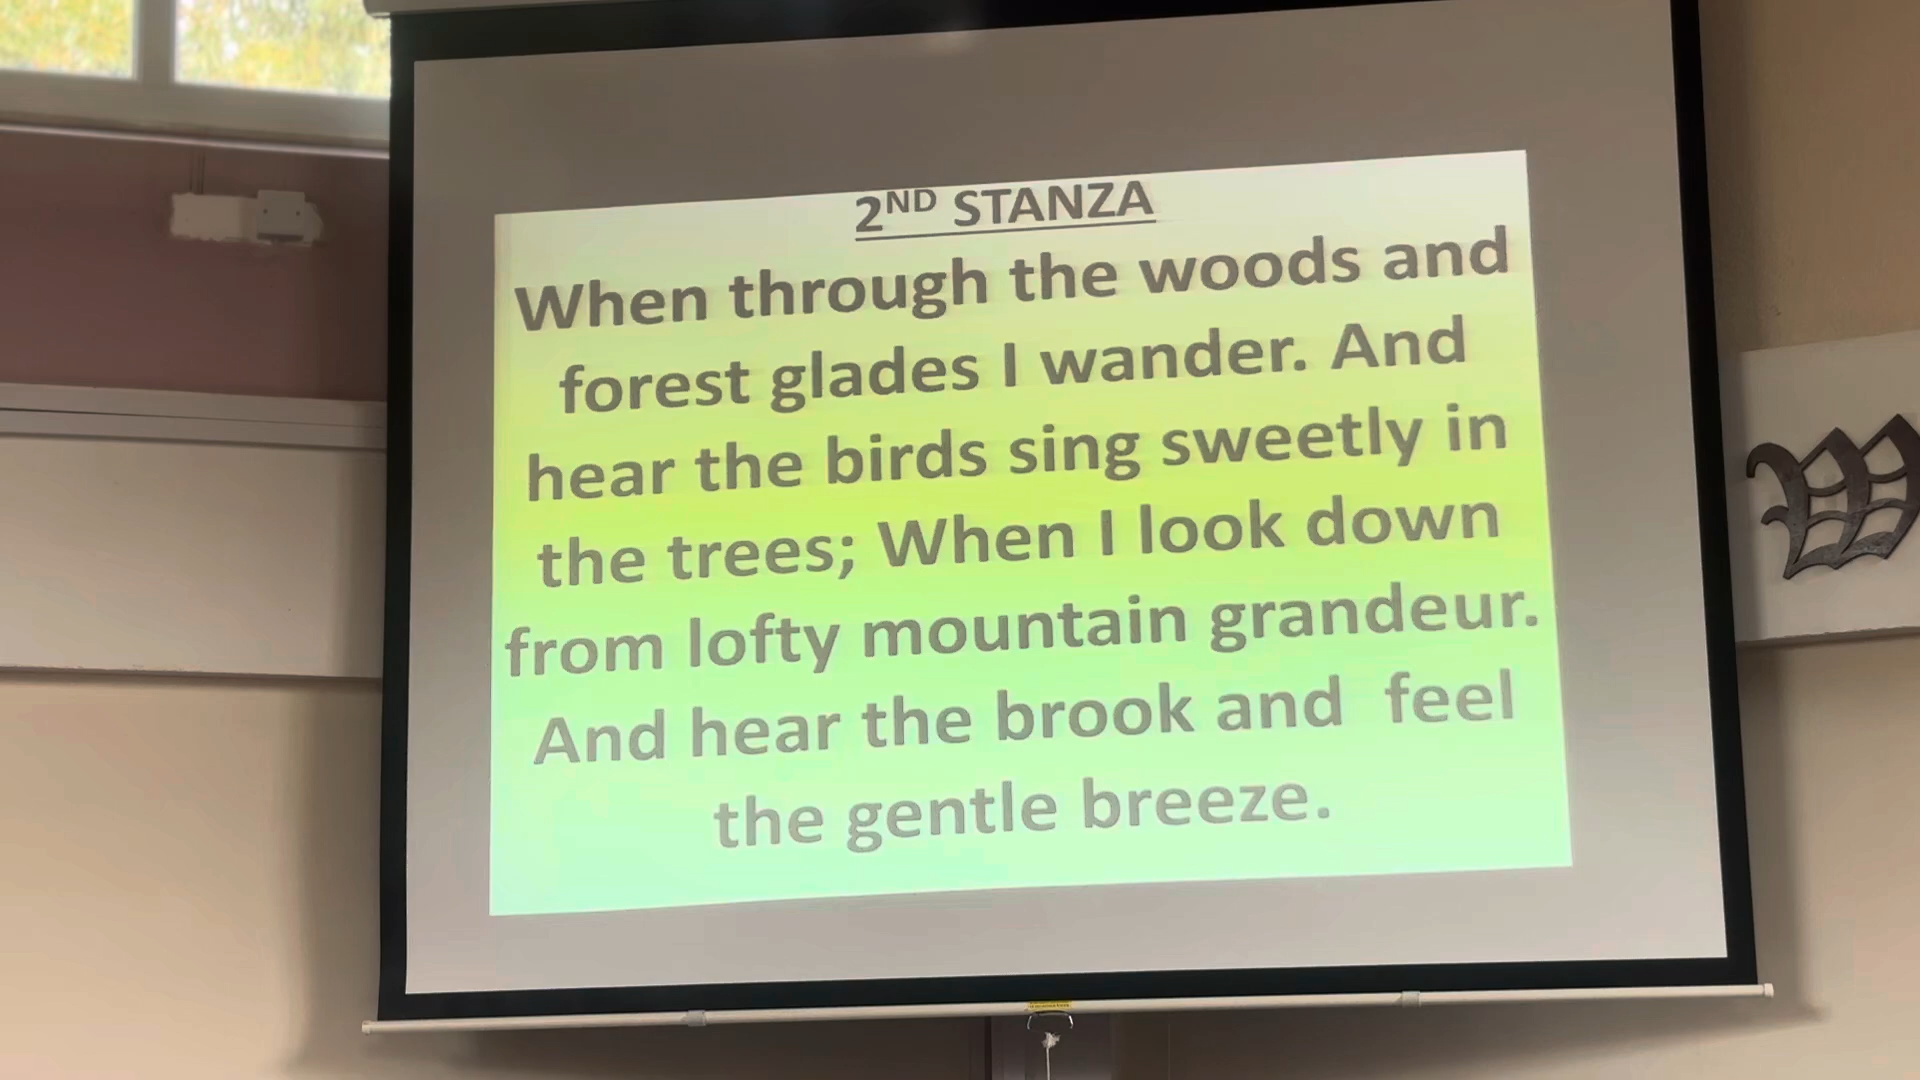 2ND STANZA
When through the woods and
forest glades I wander. And
hear the birds sing sweetly in
the trees; When I look down
from lofty mountain grandeur.
And hear the brook and feel
the gentle breeze.
W